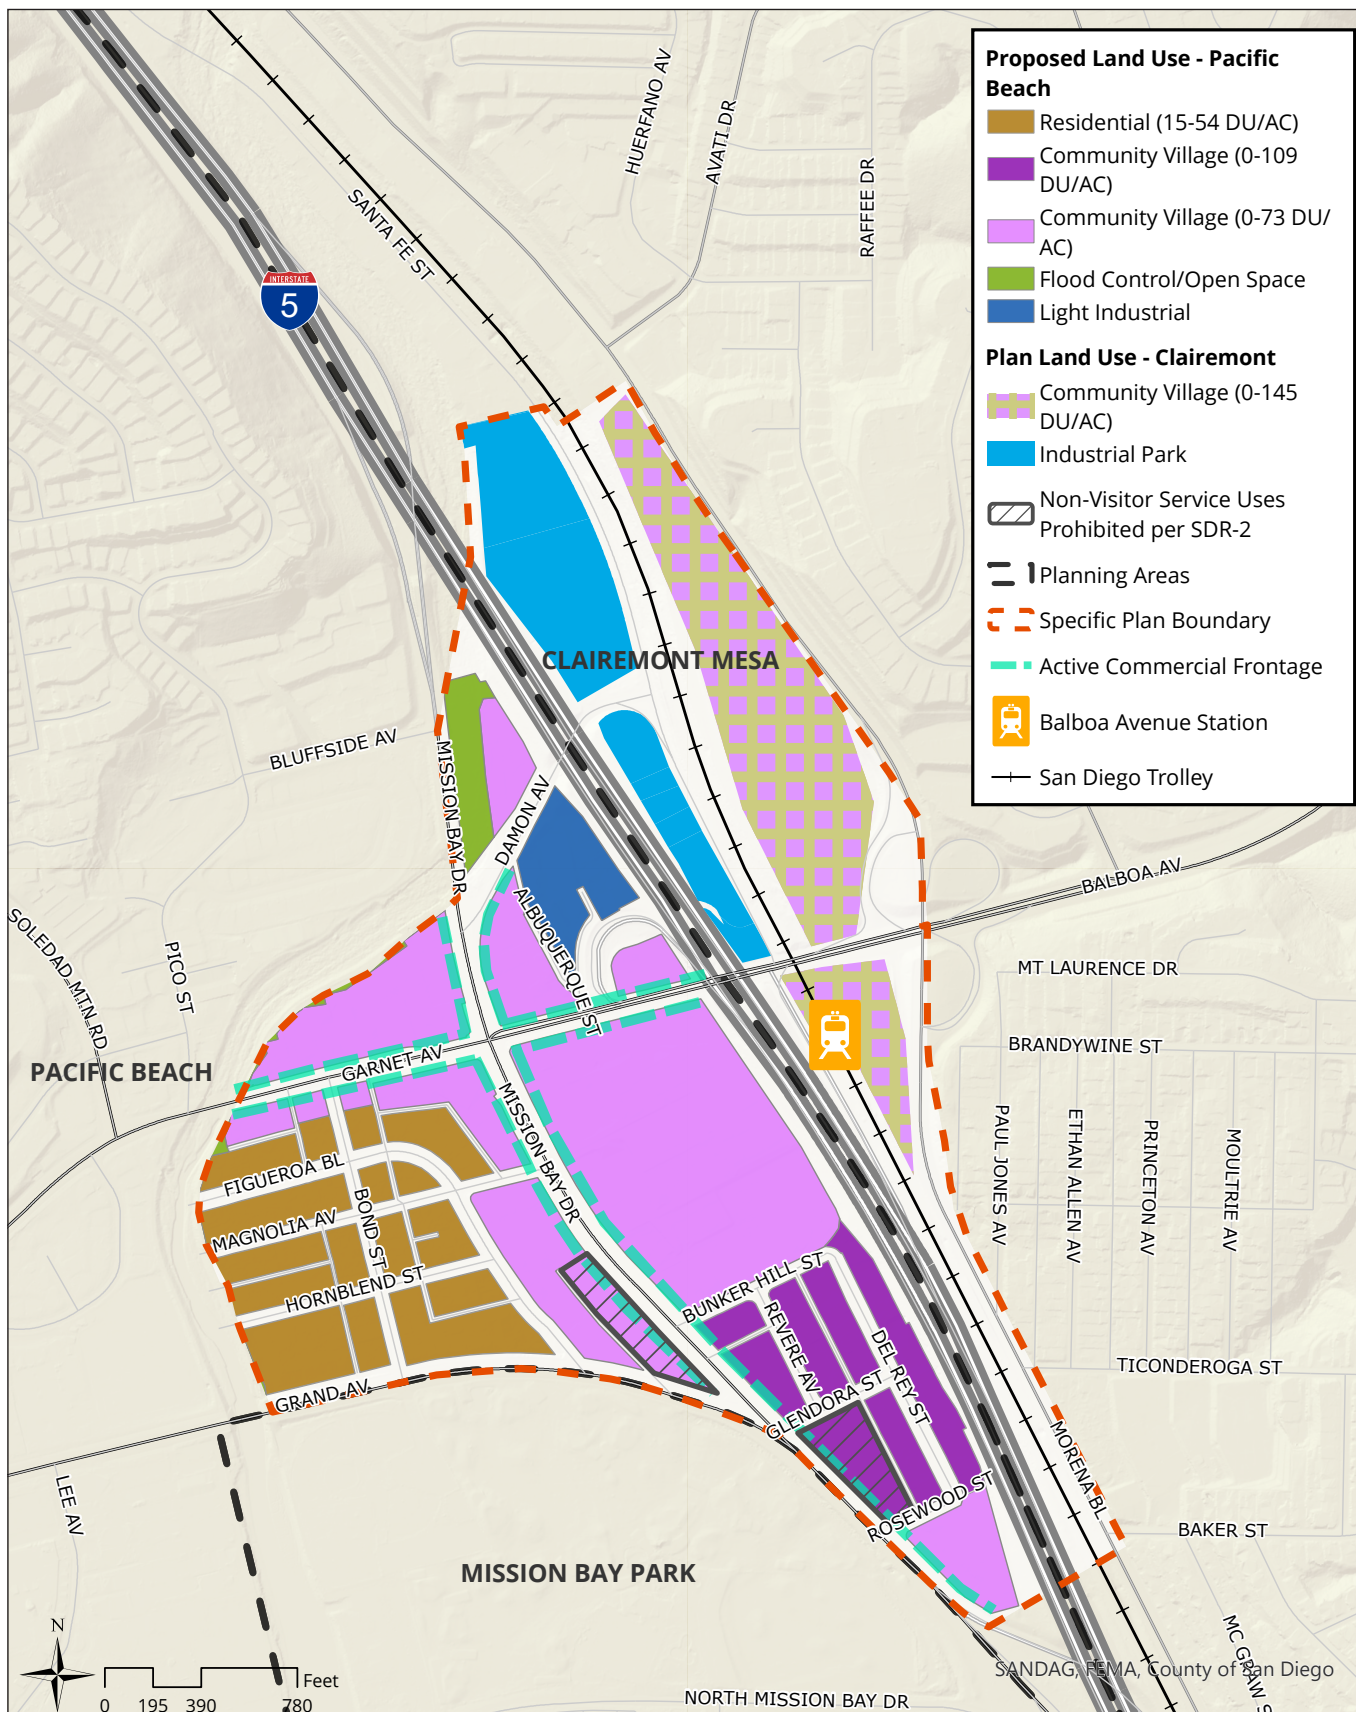 Proposed Land Use - Pacific
Beach
Residential (15-54 DU/AC)
Community Village (0-109
DU/AC)
Community Village (0-73 DU/
AC)
Flood Control/Open Space
Light Industrial
Plan Land Use - Clairemont
Community Village (0-145
DU/AC)
Industrial Park
Non-Visitor Service Uses
Prohibited per SDR-2
Planning Areas
Specific Plan Boundary
Active Commercial Frontage
Balboa Avenue Station
San Diego Trolley
HUERFANO AV
AVATI DR
RAFFEE DR
SANTA FE ST
INTERSTATE
5
CLAIREMONT MESA
BLUFFSIDE AV
MISSION BAY DR
DAMON AV
ALBUQUERQUE ST
BALBOA AV
SOLEDAD MTN RD
PICO ST
MT LAURENCE DR
BRANDYWINE ST
GARNET AV
PACIFIC BEACH
MISSION BAY DR
PAUL JONES AV
ETHAN ALLEN AV
PRINCETON AV
MOULTRIE AV
FIGUEROA BL
MAGNOLIA AV
BOND ST
HORNBLEND ST
BUNKER HILL ST
REVERE AV
DEL REY ST
GLENDORA ST
TICONDEROGA ST
GRAND AV
MORENA BL
ROSEWOOD ST
LEE AV
BAKER ST
MISSION BAY PARK
MC GRAW S
N
Feet
0 195 390 780
SANDAG, FEMA, County of San Diego
NORTH MISSION BAY DR